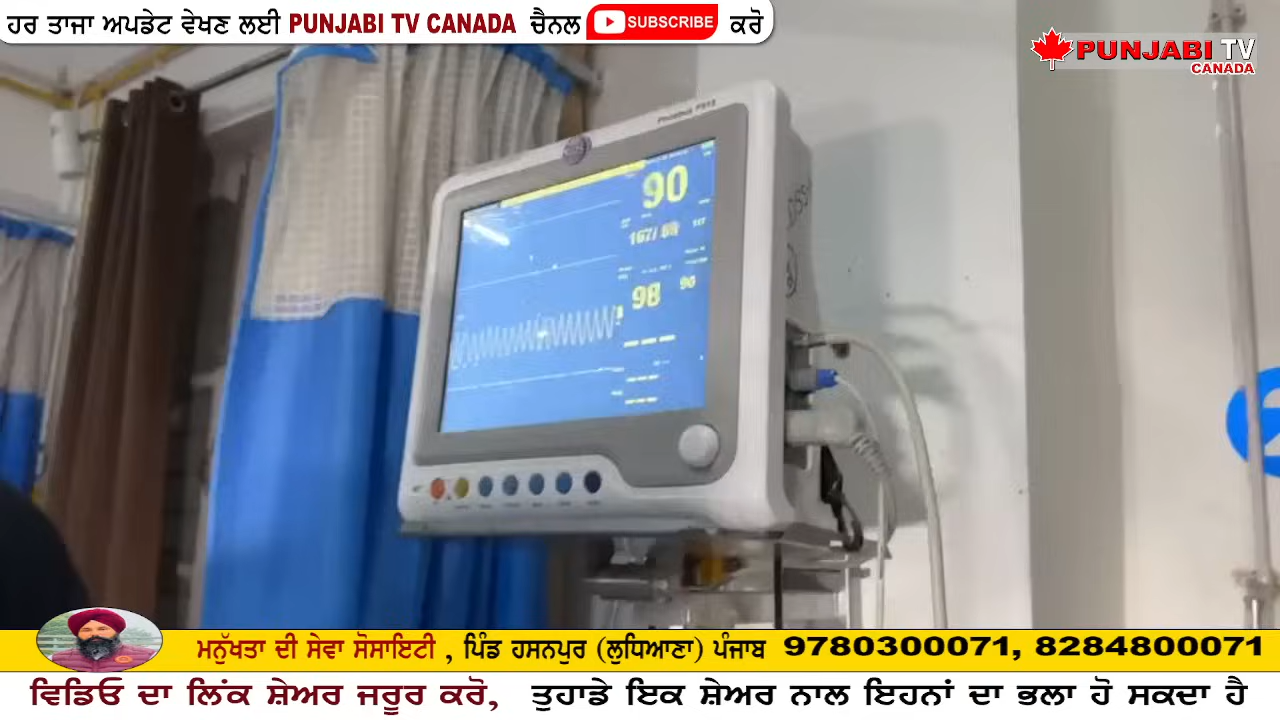 ਹਰ ਤਾਜਾ ਅਪਡੇਟ ਵੇਖਣ ਲਈ PUNJABI TV CANADA ਚੈਨਲ SUBSCRIBE ਕਰੋ
PUNJABI TV
CANADA
90
167/
98 90
ਮਨੁੱਖਤਾ ਦੀ ਸੇਵਾ ਸੋਸਾਇਟੀ , ਪਿੰਡ ਹਸਨਪੁਰ (ਲੁਧਿਆਣਾ) ਪੰਜਾਬ 9780300071, 8284800071
ਵਿਡਿਓ ਦਾ ਲਿੰਕ ਸ਼ੇਅਰ ਜਰੂਰ ਕਰੋ, ਤੁਹਾਡੇ ਇਕ ਸ਼ੇਅਰ ਨਾਲ ਇਹਨਾਂ ਦਾ ਭਲਾ ਹੋ ਸਕਦਾ ਹੈ